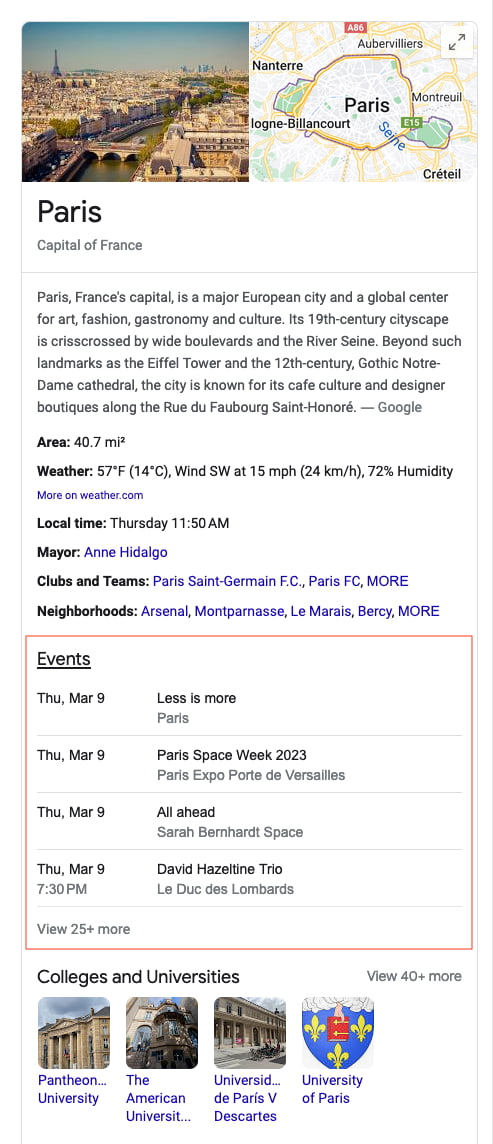 A86
Aubervilliers
Nanterre
Paris
Montreuil
logne-Billancourt
E15
Seine
Créteil
Paris
Capital of France
Paris, France's capital, is a major European city and a global center
for art, fashion, gastronomy and culture. Its 19th-century cityscape
is crisscrossed by wide boulevards and the River Seine. Beyond such
landmarks as the Eiffel Tower and the 12th-century, Gothic Notre-
Dame cathedral, the city is known for its cafe culture and designer
boutiques along the Rue du Faubourg Saint-Honoré. — Google
Area: 40.7 mi²
Weather: 57°F (14°C), Wind SW at 15 mph (24 km/h), 72% Humidity
More on weather.com
Local time: Thursday 11:50 AM
Mayor: Anne Hidalgo
Clubs and Teams: Paris Saint-Germain F.C., Paris FC, MORE
Neighborhoods: Arsenal, Montparnasse, Le Marais, Bercy, MORE
Events
Thu, Mar 9 Less is more
Paris
Thu, Mar 9 Paris Space Week 2023
Paris Expo Porte de Versailles
Thu, Mar 9 All ahead
Sarah Bernhardt Space
Thu, Mar 9 David Hazeltine Trio
7:30 PM Le Duc des Lombards
View 25+ more
Colleges and Universities View 40+ more
Pantheon...
University
The
American
Universit...
Universid...
de París V
Descartes
University
of Paris